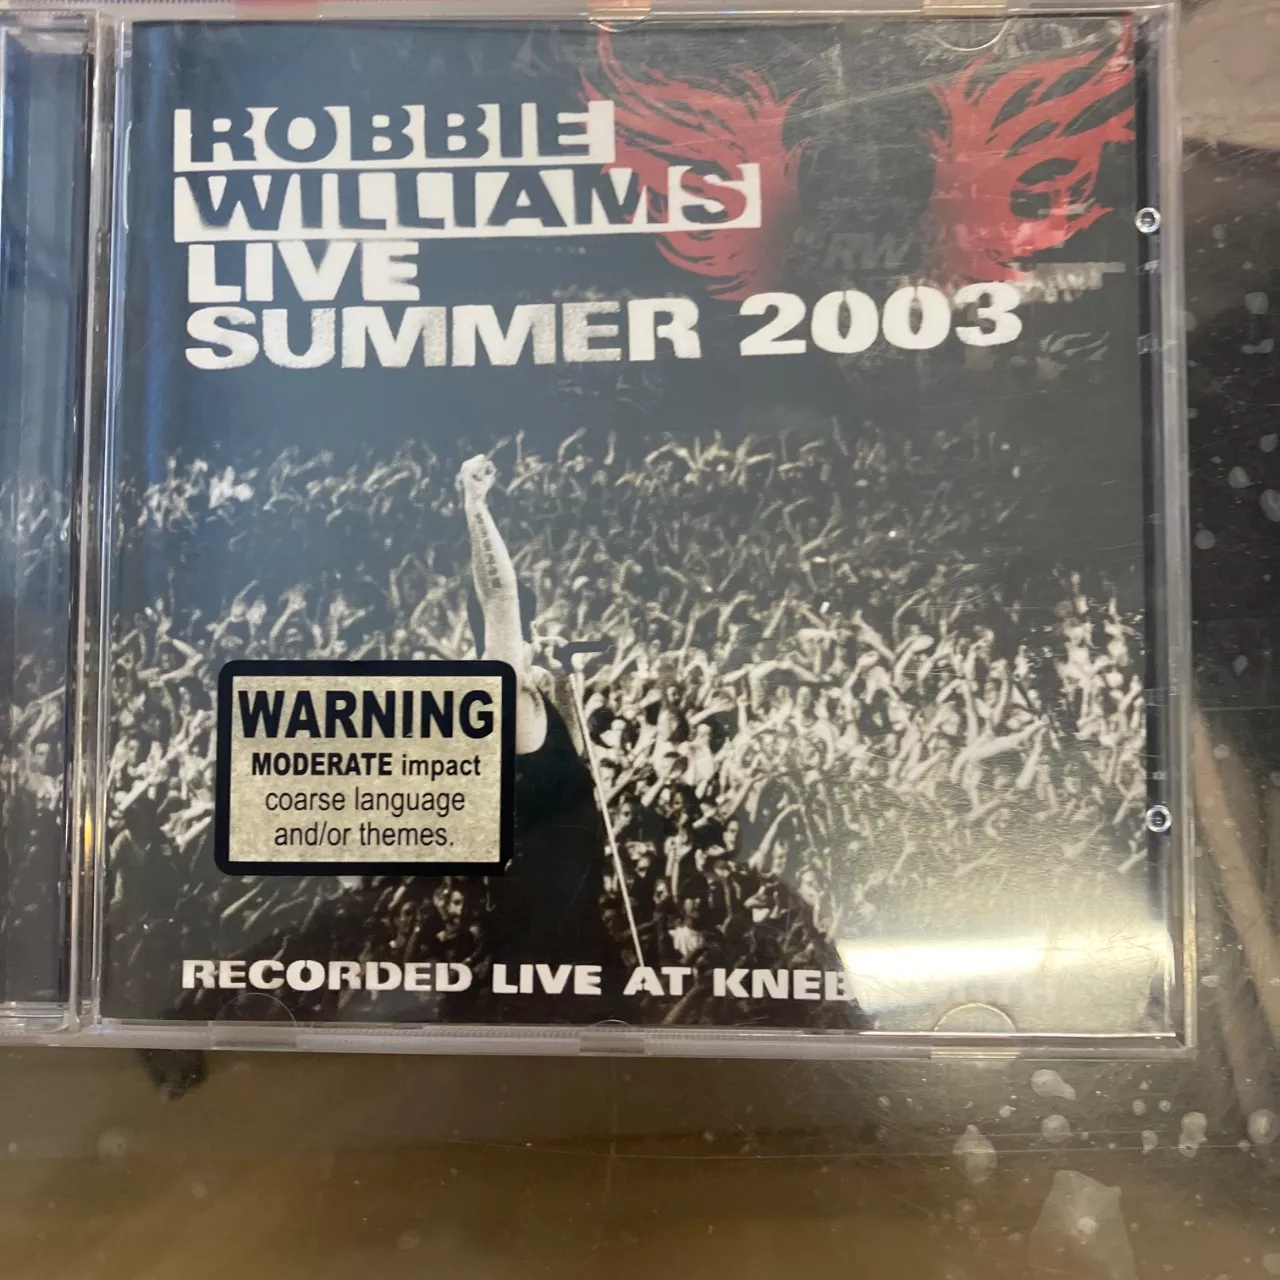 ROBBIE
WILLIAMS
LIVE
SUMMER 2003
"RW"
WARNING
MODERATE impact
coarse language
and/or themes.
RECORDED LIVE AT